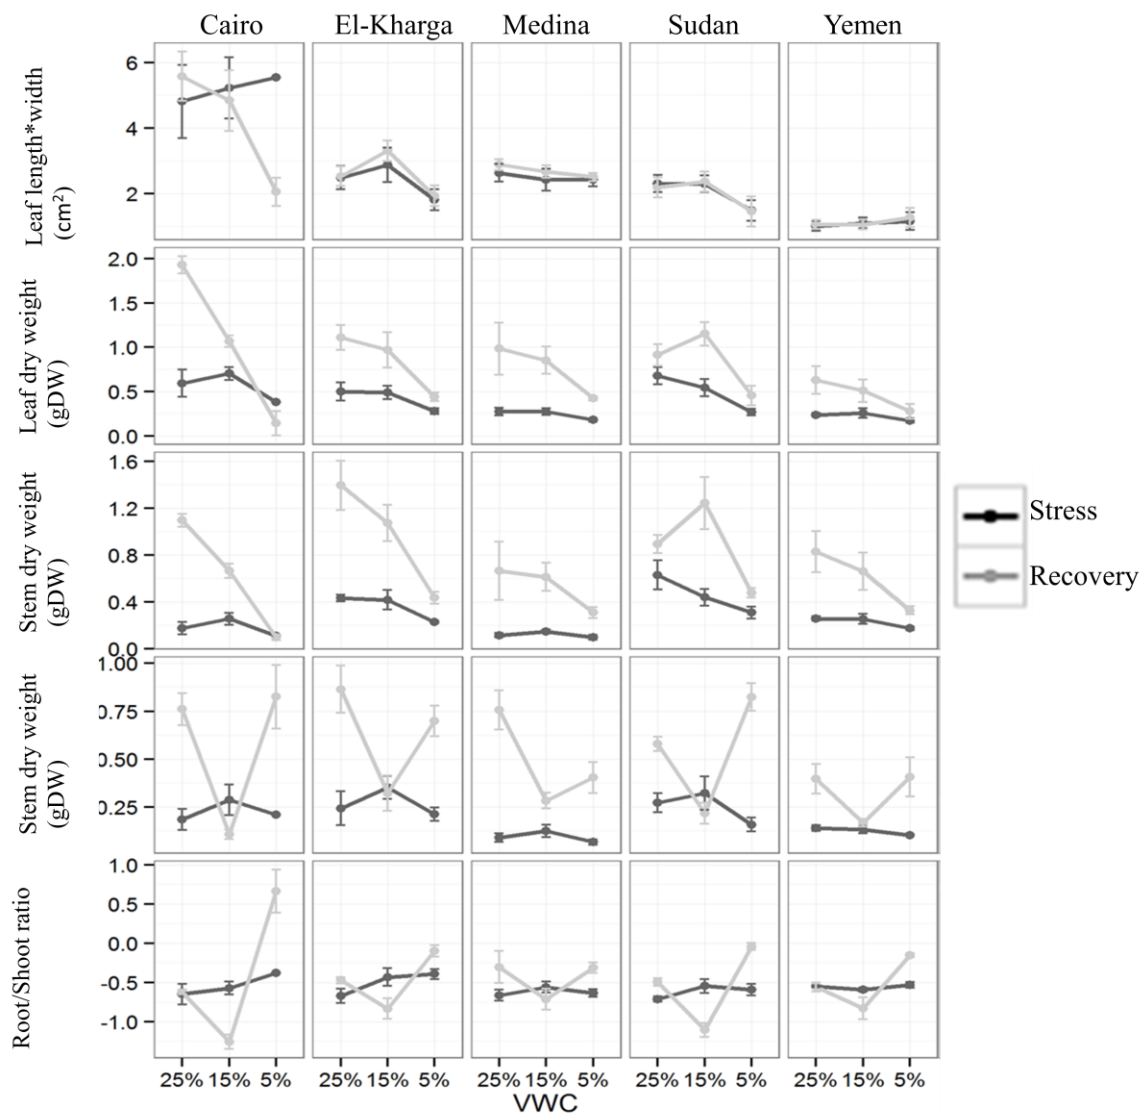 Cairo El-Kharga Medina Sudan Yemen
Leaf length*width
(cm²)
6
4
2
Leaf dry weight
(gDW)
2.0
1.5
1.0
0.5
0.0
Stem dry weight
(gDW)
1.6
1.2
0.8
0.4
0.0
Stem dry weight
(gDW)
1.00
0.75
0.50
0.25
Root/Shoot ratio
1.0
0.5
0.0
-0.5
-1.0
25% 15% 5% 25% 15% 5% 25% 15% 5% 25% 15% 5% 25% 15% 5%
VWC
Stress
Recovery